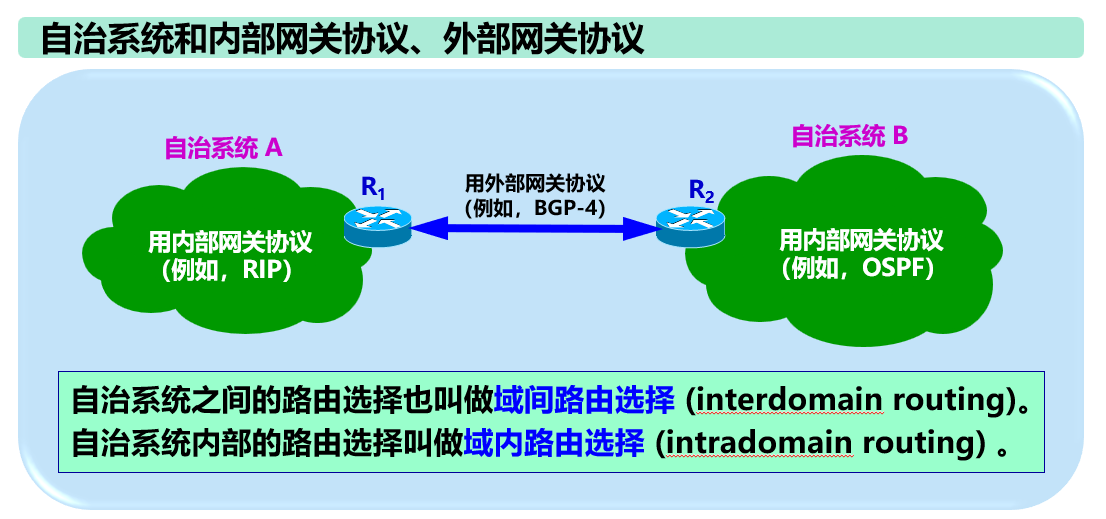 自治系统和内部网关协议、外部网关协议
自治系统 A
自治系统 B
R1
用外部网关协议
(例如，BGP-4)
R2
用内部网关协议
(例如，RIP)
用内部网关协议
(例如，OSPF)
自治系统之间的路由选择也叫做域间路由选择 (interdomain routing)。
自治系统内部的路由选择叫做域内路由选择 (intradomain routing) 。